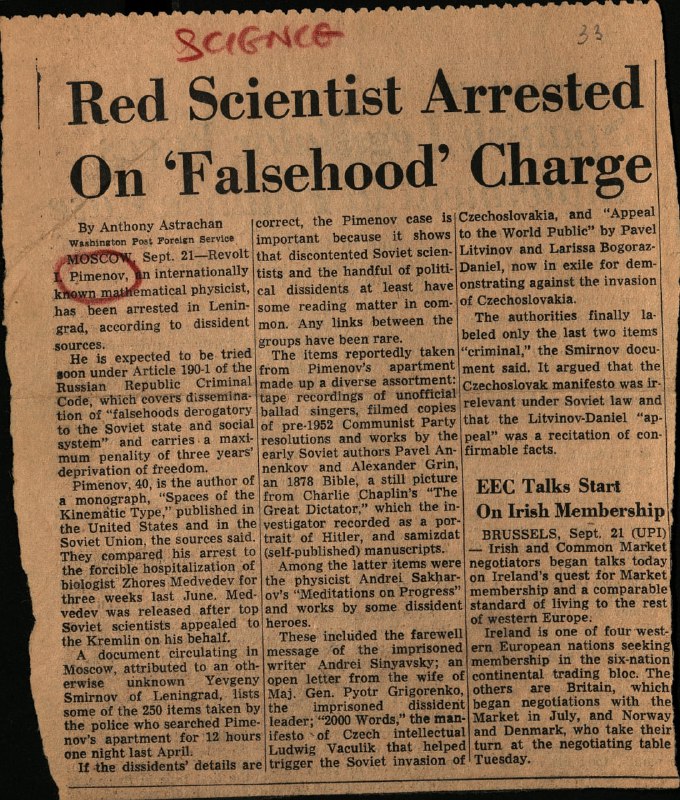 SCIENCE
33
Red Scientist Arrested
On 'Falsehood' Charge
By Anthony Astrachan
Washington Post Foreign Service
MOSCOW, Sept. 21—Revolt
I. Pimenov, an internationally
known mathematical physicist,
has been arrested in Lenin-
grad, according to dissident
sources.
He is expected to be tried
soon under Article 190-1 of the
Russian Republic Criminal
Code, which covers dissemina-
tion of "falsehoods derogatory
to the Soviet state and social
system" and carries a maxi-
mum penality of three years'
deprivation of freedom.
Pimenov, 40, is the author of
a monograph, "Spaces of the
Kinematic Type," published in
the United States and in the
Soviet Union, the sources said.
They compared his arrest to
the forcible hospitalization of
biologist Zhores Medvedev for
three weeks last June. Med-
vedev was released after top
Soviet scientists appealed to
the Kremlin on his behalf.
A document circulating in
Moscow, attributed to an oth-
erwise unknown Yevgeny
Smirnov of Leningrad, lists
some of the 250 items taken by
the police who searched Pime-
nov's apartment for 12 hours
one night last April.
If the dissidents' details are
correct, the Pimenov case is
important because it shows
that discontented Soviet scien-
tists and the handful of politi-
cal dissidents at least have
some reading matter in com-
mon. Any links between the
groups have been rare.
The items reportedly taken
from Pimenov's apartment
made up a diverse assortment:
tape recordings of unofficial
ballad singers, filmed copies
of pre-1952 Communist Party
resolutions and works by the
early Soviet authors Pavel An-
nenkov and Alexander Grin,
an 1878 Bible, a still picture
from Charlie Chaplin's "The
Great Dictator," which the in-
vestigator recorded as a por-
trait of Hitler, and samizdat
(self-published) manuscripts.
Among the latter items were
the physicist Andrei Sakhar-
ov's "Meditations on Progress"
and works by some dissident
heroes.
These included the farewell
message of the imprisoned
writer Andrei Sinyavsky; an
open letter from the wife of
Maj. Gen. Pyotr Grigorenko,
the imprisoned dissident
leader; "2000 Words," the man-
ifesto of Czech intellectual
Ludwig Vaculik that helped
trigger the Soviet invasion of
Czechoslovakia, and "Appeal
to the World Public" by Pavel
Litvinov and Larissa Bogoraz-
Daniel, now in exile for dem-
onstrating against the invasion
of Czechoslovakia.
The authorities finally la-
beled only the last two items
"criminal," the Smirnov docu-
ment said. It argued that the
Czechoslovak manifesto was ir-
relevant under Soviet law and
that the Litvinov-Daniel "ap-
peal" was a recitation of con-
firmable facts.
EEC Talks Start
On Irish Membership
BRUSSELS, Sept. 21 (UPI)
— Irish and Common Market
negotiators began talks today
on Ireland's quest for Market
membership and a comparable
standard of living to the rest
of western Europe.
Ireland is one of four west-
ern European nations seeking
membership in the six-nation
continental trading bloc. The
others are Britain, which
began negotiations with the
Market in July, and Norway
and Denmark, who take their
turn at the negotiating table
Tuesday.